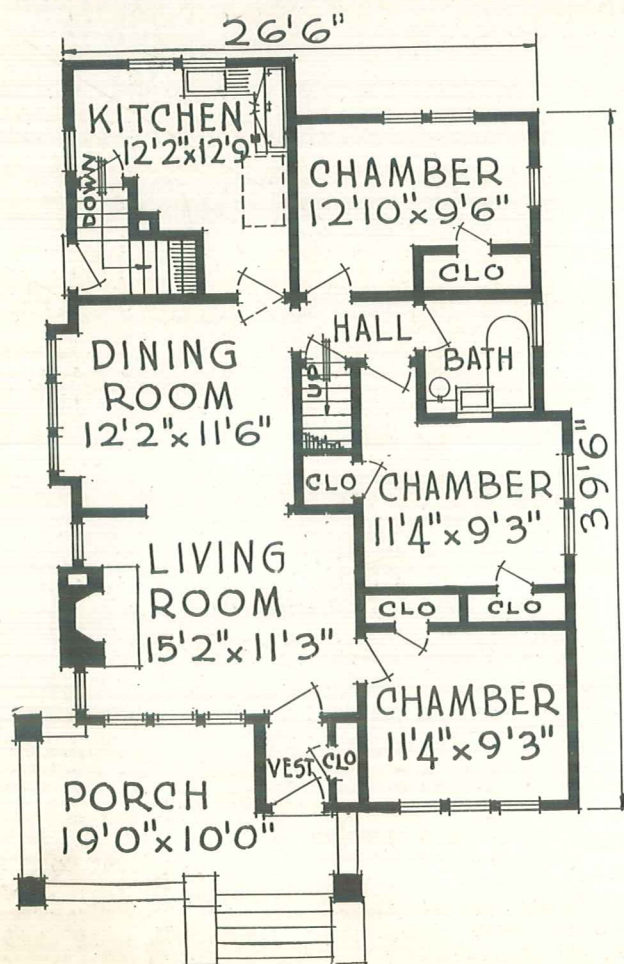 26'6"
KITCHEN
12'2"x12'9
DOWN
CHAMBER
12'10"x9'6"
CLO
HALL
BATH
DINING
ROOM
12'2"x11'6"
UP
CLO
CHAMBER
11'4"x9'3"
39'6"
LIVING
ROOM
15'2"x11'3"
CLO
CLO
CHAMBER
11'4"x9'3"
VEST
CLO
PORCH
19'0"x10'0"